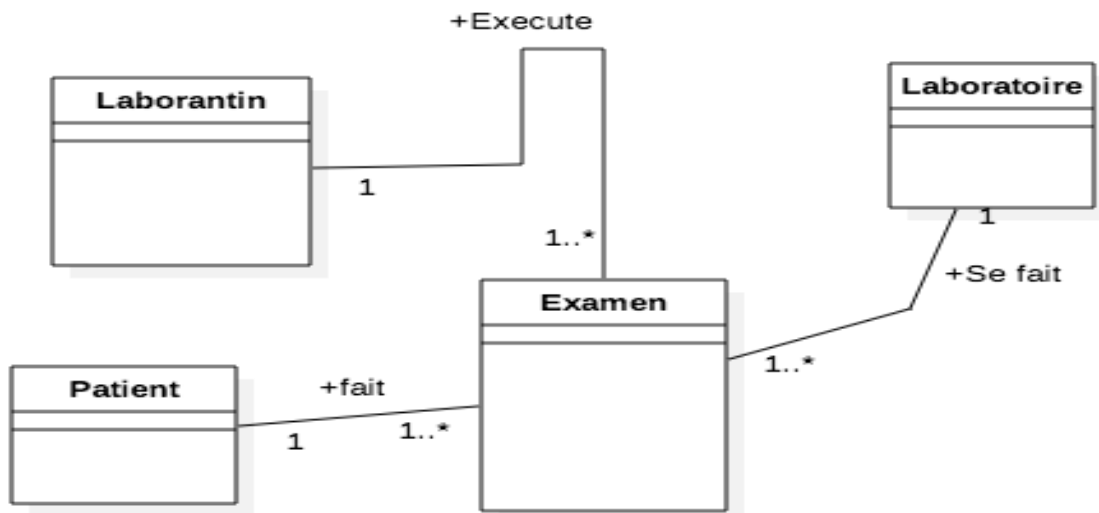 +Execute
Laborantin
Laboratoire
1
1
1..*
+Se fait
Examen
1..*
Patient
+fait
1
1..*